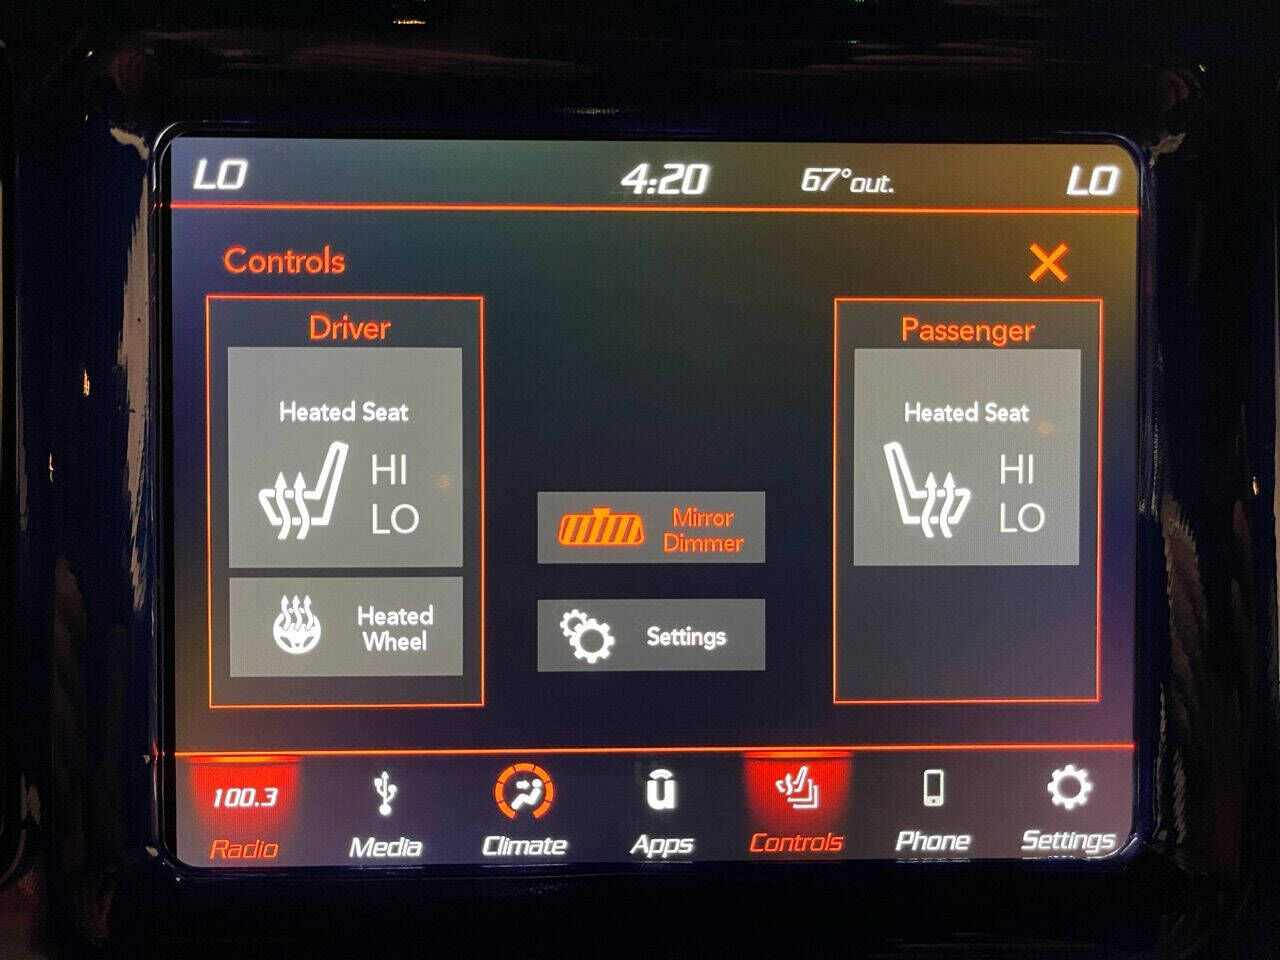 LO 4:20 67°out. LO
Controls
Driver
Heated Seat
HI
LO
Heated
Wheel
Mirror
Dimmer
Settings
Passenger
Heated Seat
HI
LO
100.3
Radio Media Climate Apps Controls Phone Settings